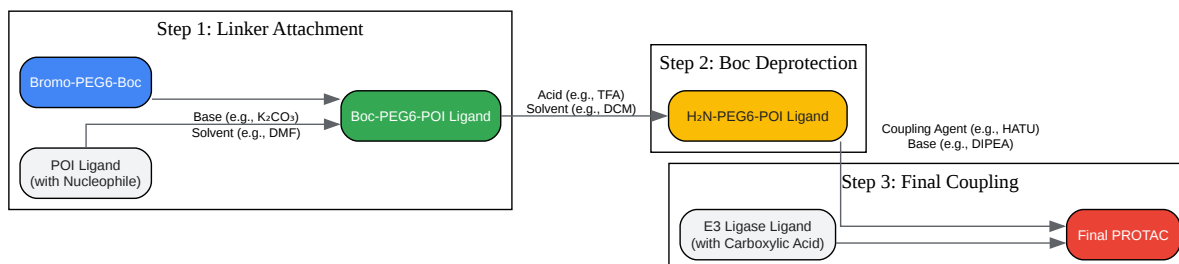 Step 1: Linker Attachment
Bromo-PEG6-Boc
Base (e.g., K₂CO₃)
Solvent (e.g., DMF)
POI Ligand
(with Nucleophile)
Boc-PEG6-POI Ligand
Acid (e.g., TFA)
Solvent (e.g., DCM)
Step 2: Boc Deprotection
H₂N-PEG6-POI Ligand
Coupling Agent (e.g., HATU)
Base (e.g., DIPEA)
Step 3: Final Coupling
E3 Ligase Ligand
(with Carboxylic Acid)
Final PROTAC